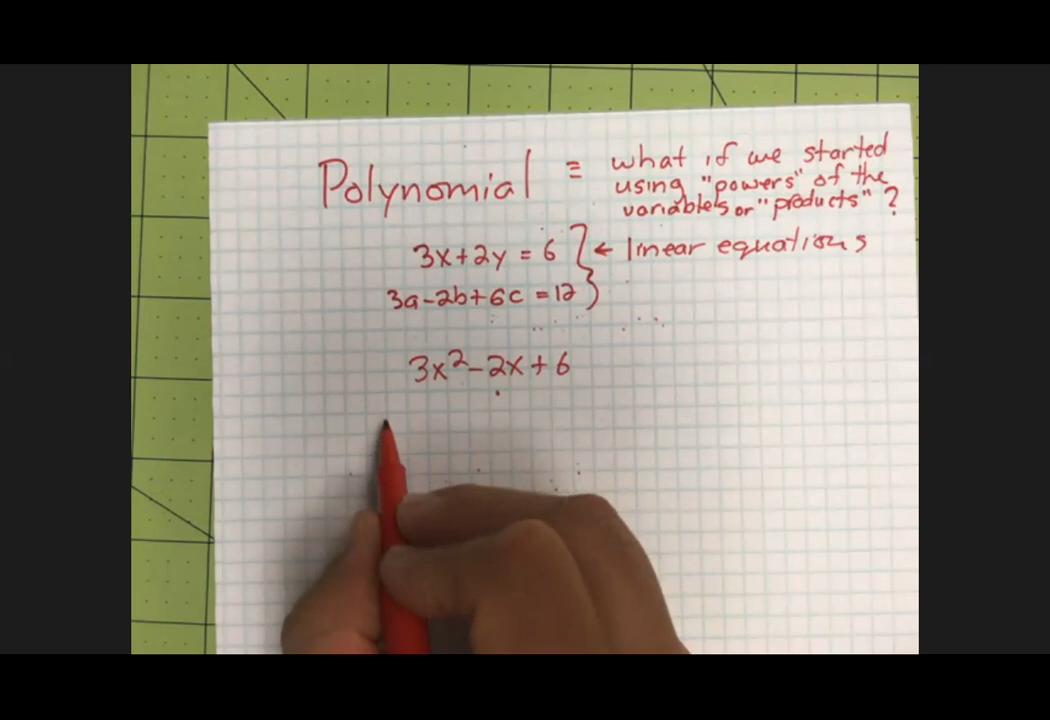 Polynomial ≡ what if we started
using "powers" of the
variables or "products" ?
3x+2y = 6 } ← linear equations
3a-2b+6c = 12
3x²-2x+6